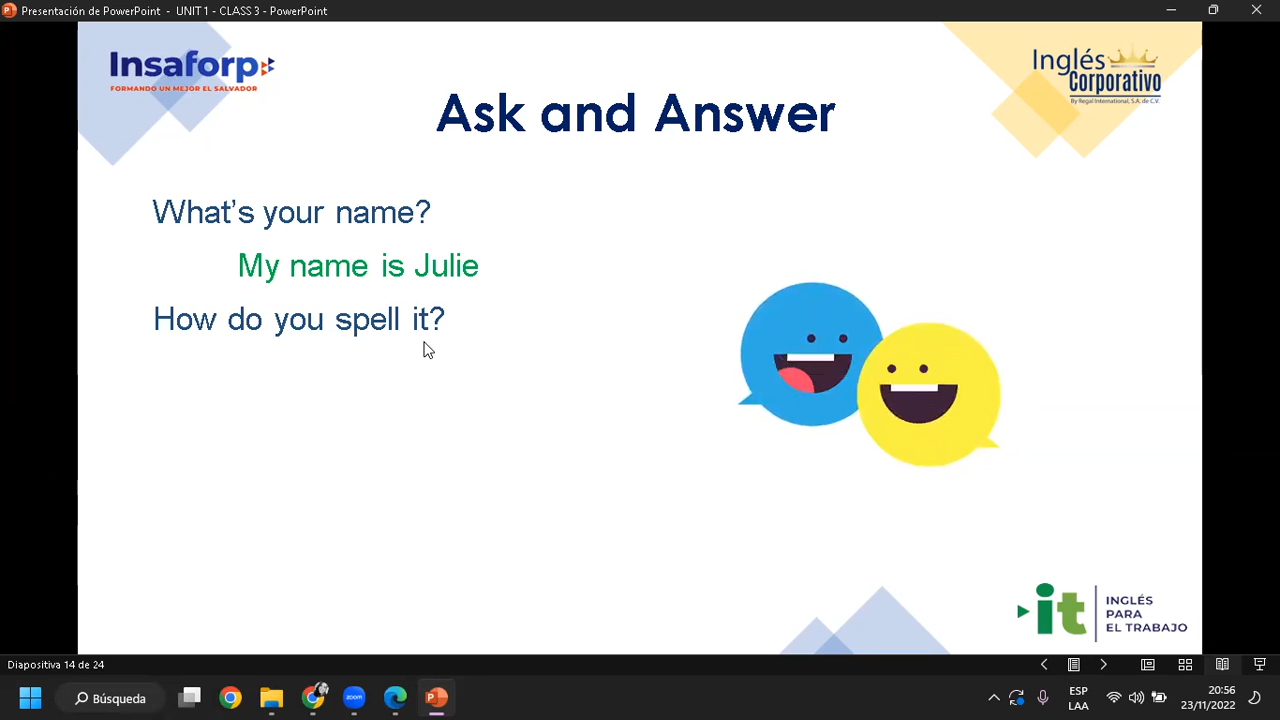 Presentación de PowerPoint - UNIT 1 - CLASS 3 - PowerPoint
Insaforp
FORMANDO UN MEJOR EL SALVADOR
Inglés
Corporativo
By Regal International, S.A. de C.V.
Ask and Answer
What's your name?
My name is Julie
How do you spell it?
it
INGLÉS
PARA
EL TRABAJO
Diapositiva 14 de 24
Búsqueda
zoom
ESP
LAA
20:56
23/11/2022